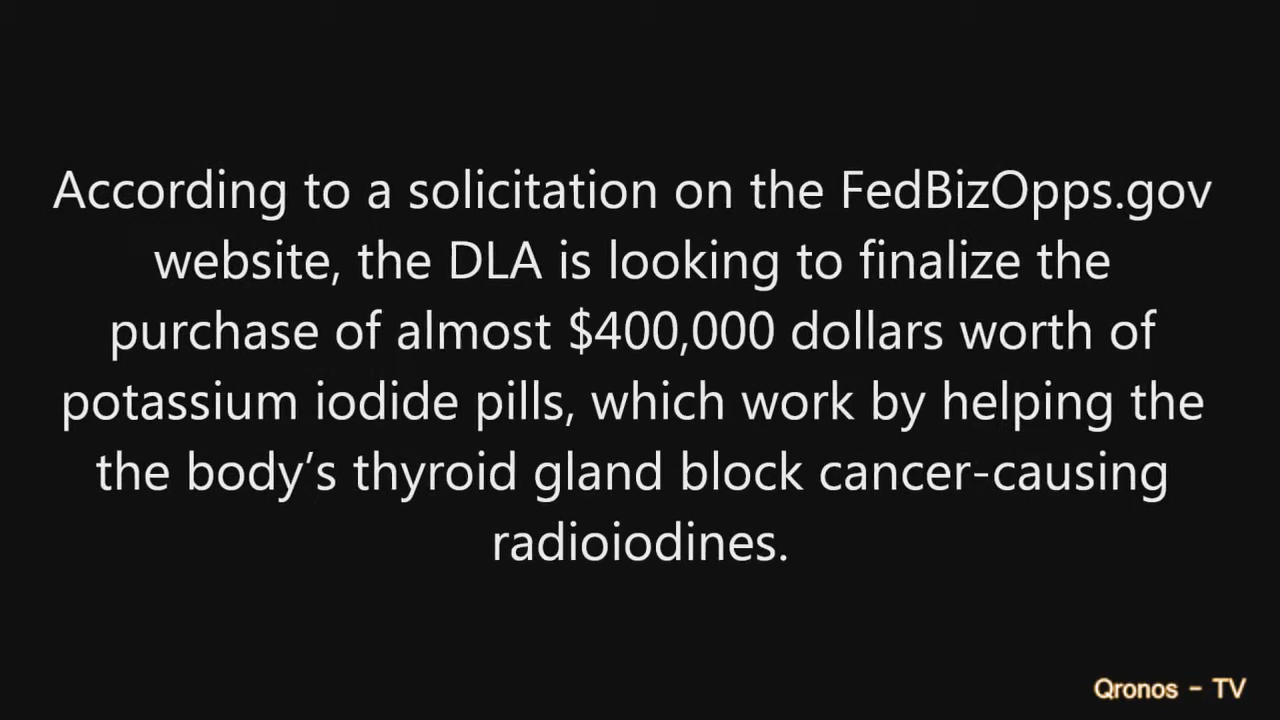 According to a solicitation on the FedBizOpps.gov
website, the DLA is looking to finalize the
purchase of almost $400,000 dollars worth of
potassium iodide pills, which work by helping the
the body’s thyroid gland block cancer-causing
radioiodines.
Qronos - TV